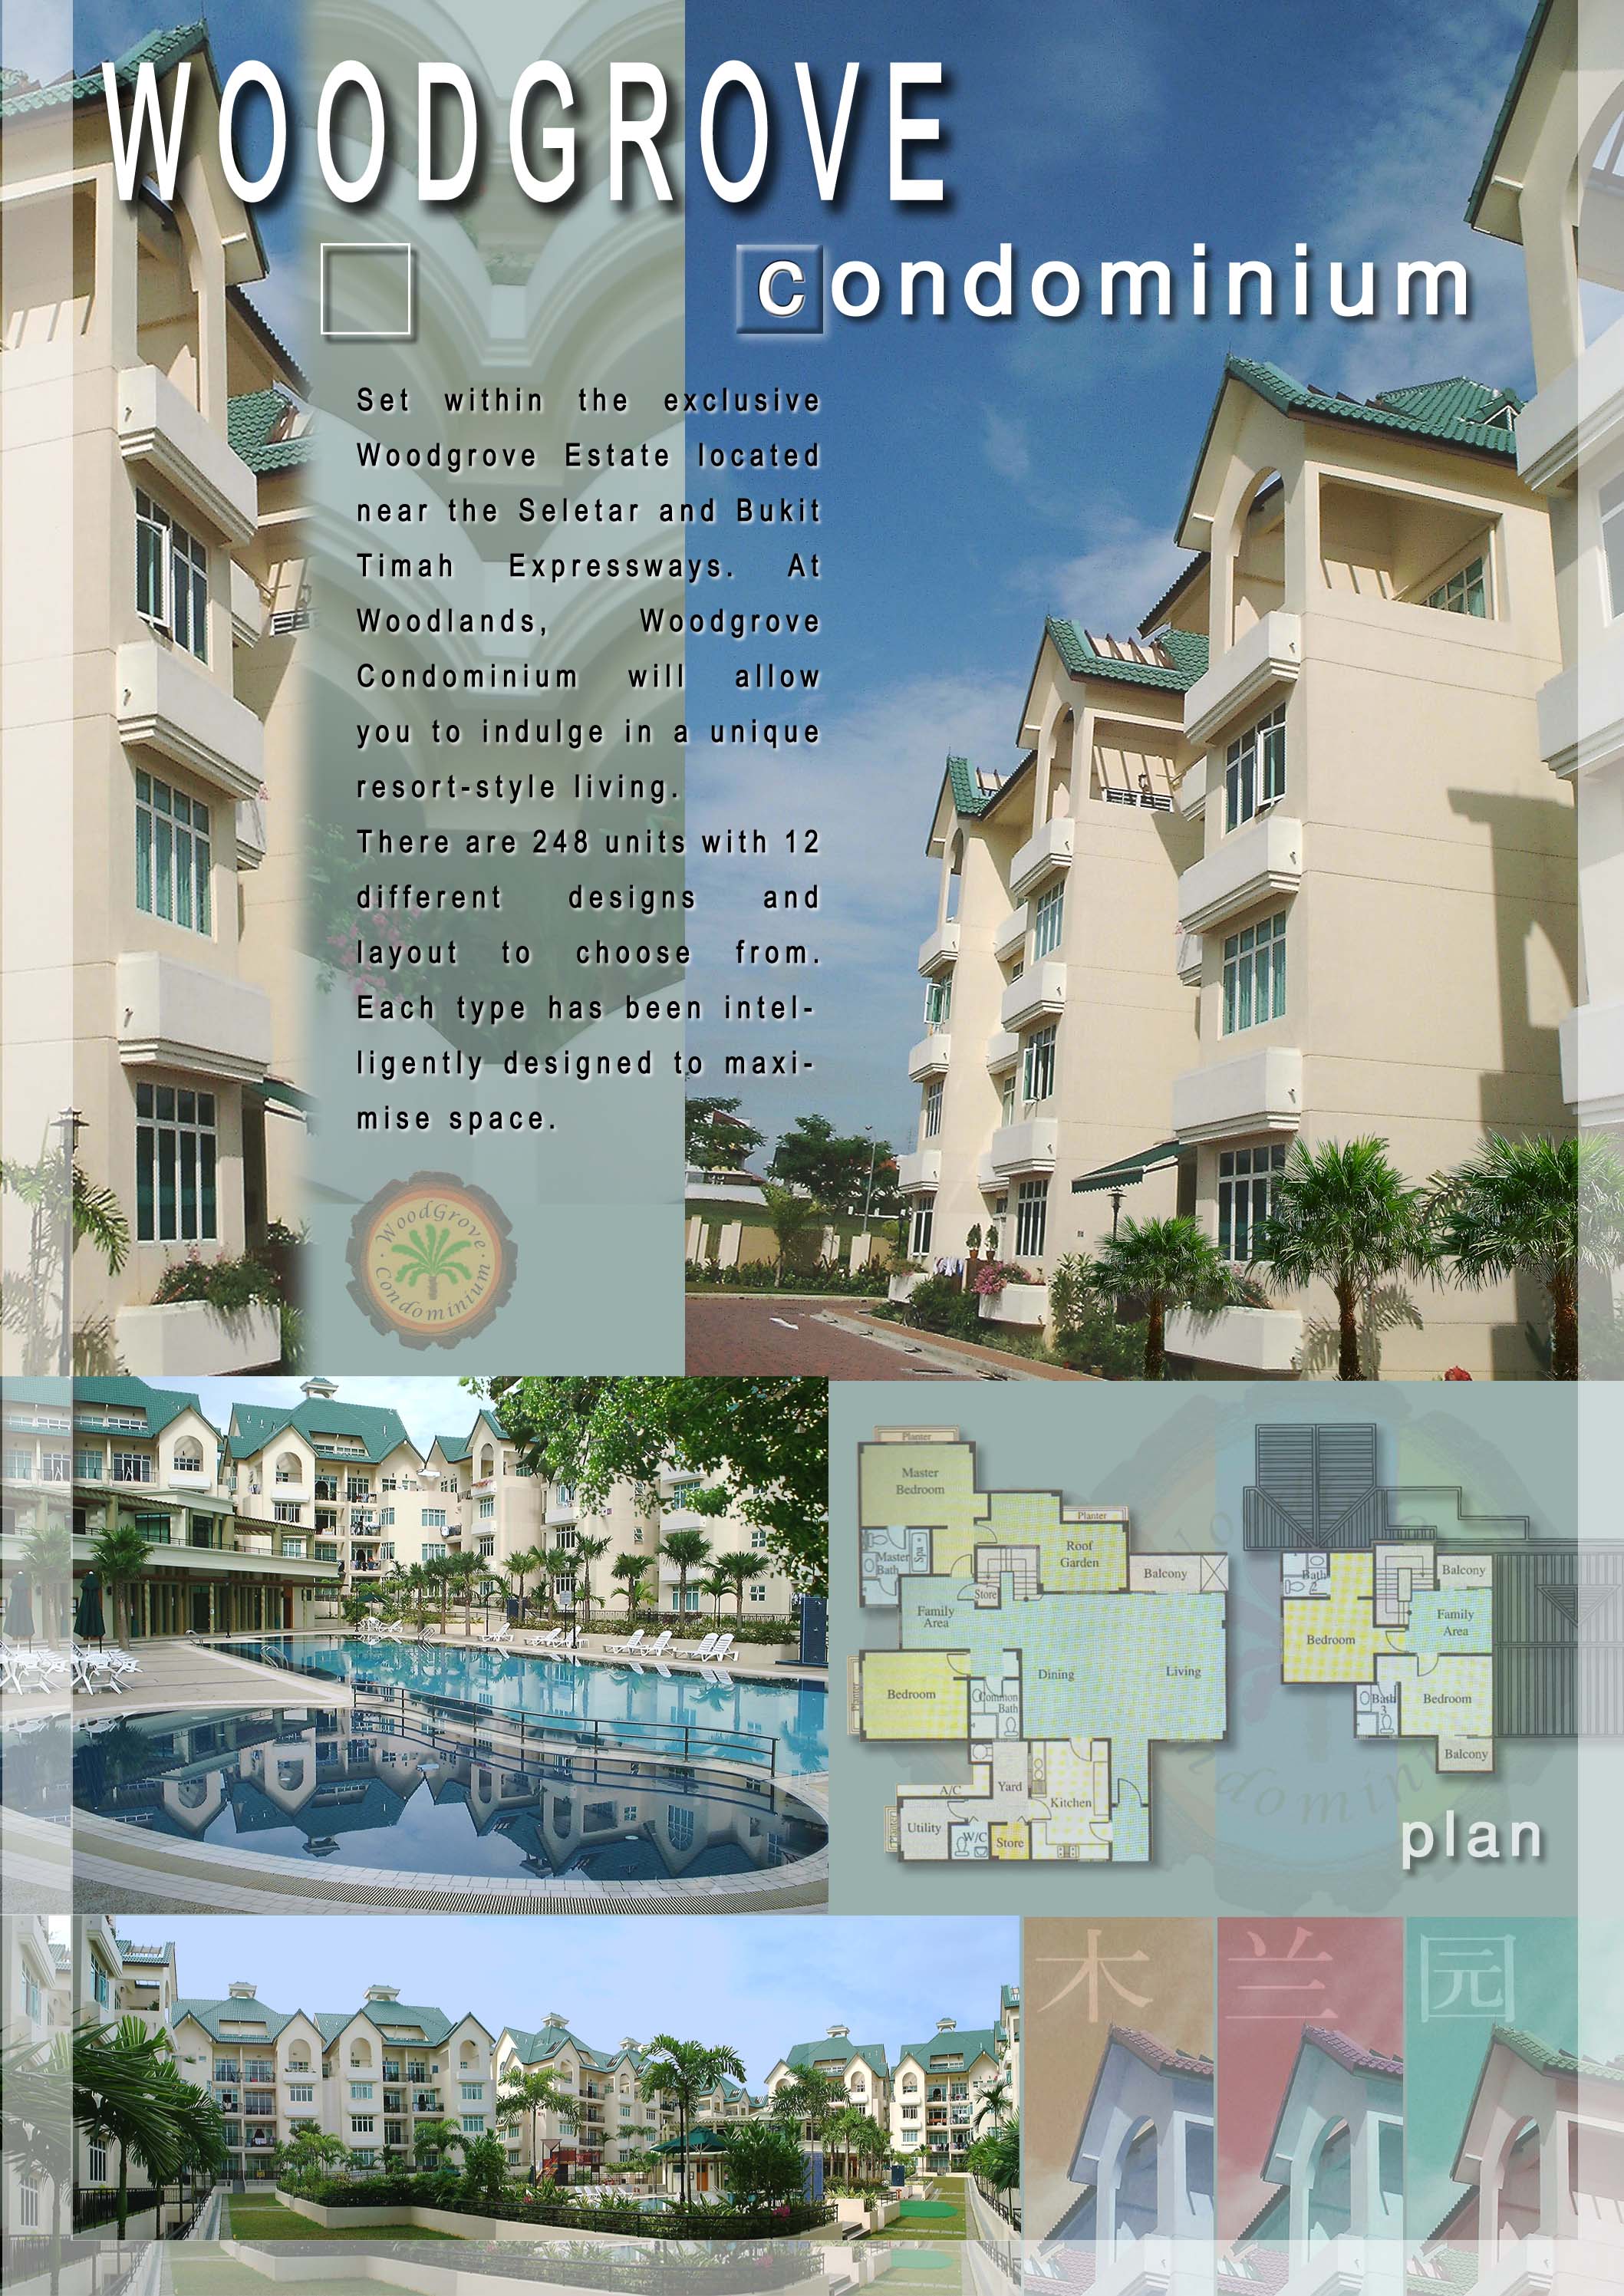 WOODGROVE
condominium
Set within the exclusive
Woodgrove Estate located
near the Seletar and Bukit
Timah Expressways. At
Woodlands, Woodgrove
Condominium will allow
you to indulge in a unique
resort-style living.
There are 248 units with 12
different designs and
layout to choose from.
Each type has been intel-
ligently designed to maxi-
mise space.
WoodGrove
Condominium
Planter
Master
Bedroom
Planter
Roof
Garden
Master
Bath
Spa
Store
Balcony
Family
Area
Dining
Living
Planter
Bedroom
Common
Bath
A/C
Yard
Kitchen
Planter
Utility
W/C
Store
Bath
2
Balcony
Bedroom
Family
Area
Bath
3
Bedroom
Balcony
plan
木 兰 园